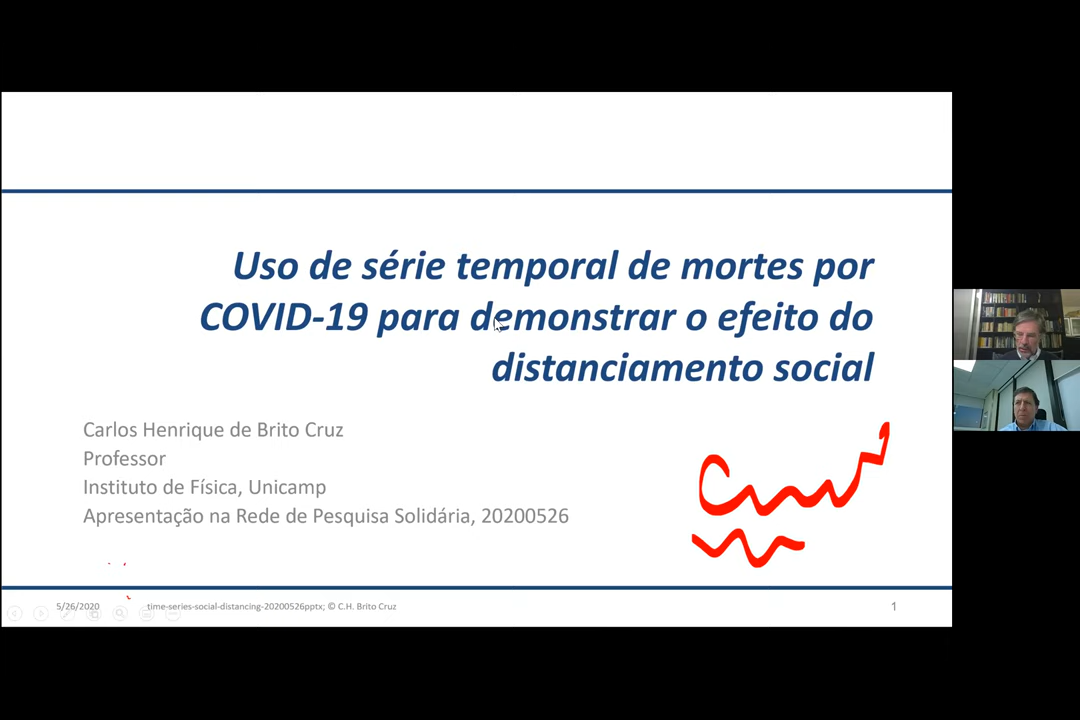 Uso de série temporal de mortes por
COVID-19 para demonstrar o efeito do
distanciamento social
Carlos Henrique de Brito Cruz
Professor
Instituto de Física, Unicamp
Apresentação na Rede de Pesquisa Solidária, 20200526
5/26/2020
time-series-social-distancing-20200526pptx; © C.H. Brito Cruz
1